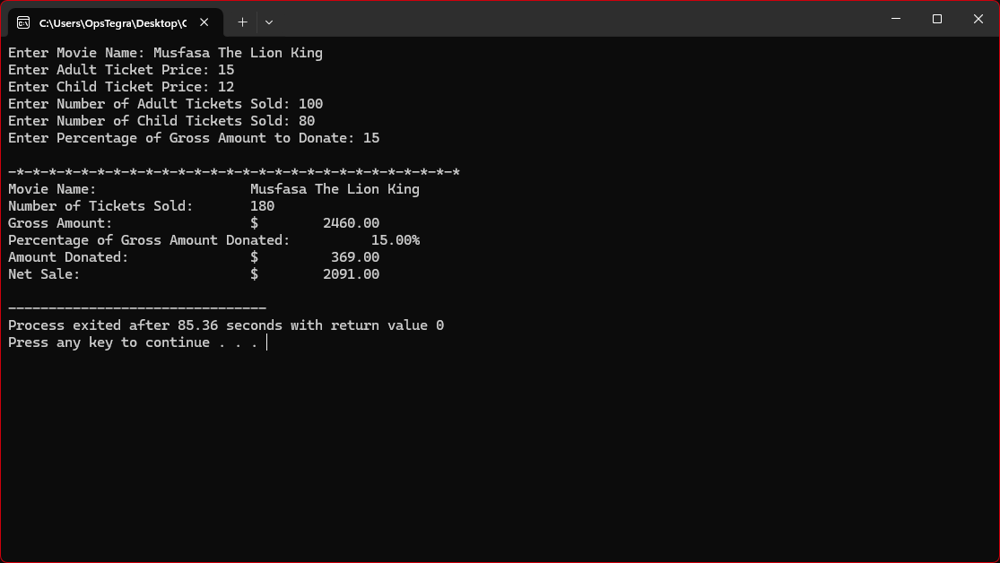 C:\Users\OpsTegra\Desktop\C
Enter Movie Name: Musfasa The Lion King
Enter Adult Ticket Price: 15
Enter Child Ticket Price: 12
Enter Number of Adult Tickets Sold: 100
Enter Number of Child Tickets Sold: 80
Enter Percentage of Gross Amount to Donate: 15
-*-*-*-*-*-*-*-*-*-*-*-*-*-*-*-*-*-*-*-*-*-*-*-*-*-*-*-*
Movie Name:                   Musfasa The Lion King
Number of Tickets Sold:       180
Gross Amount:                 $        2460.00
Percentage of Gross Amount Donated:          15.00%
Amount Donated:               $         369.00
Net Sale:                     $        2091.00
--------------------------------
Process exited after 85.36 seconds with return value 0
Press any key to continue . . .